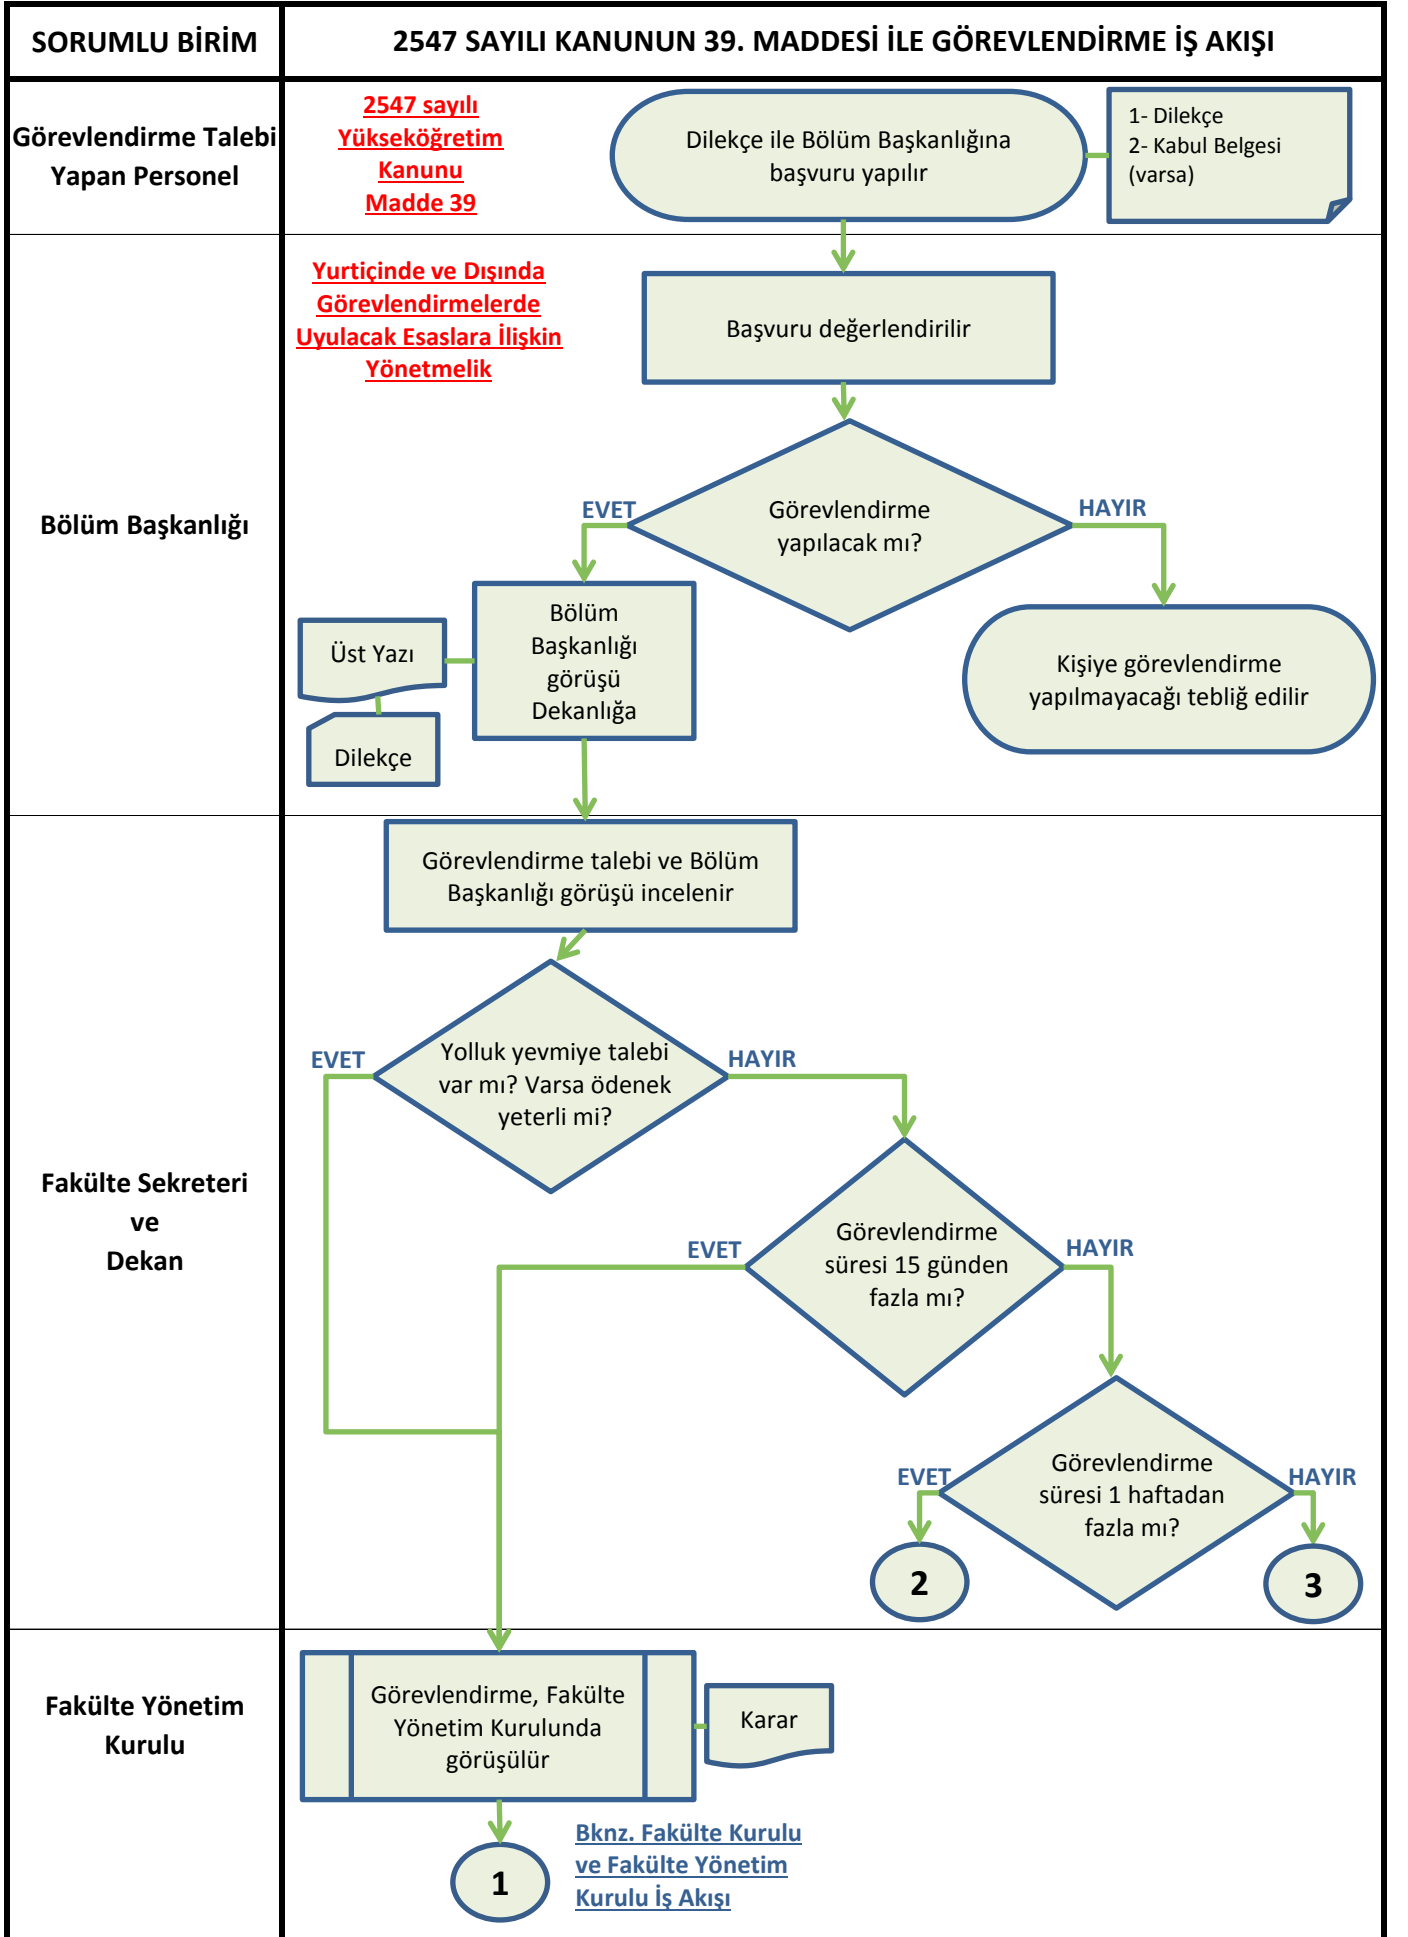 SORUMLU BİRİM
2547 SAYILI KANUNUN 39. MADDESİ İLE GÖREVLENDİRME İŞ AKIŞI
Görevlendirme Talebi
Yapan Personel
2547 sayılı
Yükseköğretim
Kanunu
Madde 39
Dilekçe ile Bölüm Başkanlığına
başvuru yapılır
1- Dilekçe
2- Kabul Belgesi
(varsa)
Bölüm Başkanlığı
Yurtiçinde ve Dışında
Görevlendirmelerde
Uyulacak Esaslara İlişkin
Yönetmelik
Başvuru değerlendirilir
Görevlendirme
yapılacak mı?
EVET
HAYIR
Bölüm
Başkanlığı
görüşü
Dekanlığa
Üst Yazı
Dilekçe
Kişiye görevlendirme
yapılmayacağı tebliğ edilir
Fakülte Sekreteri
ve
Dekan
Görevlendirme talebi ve Bölüm
Başkanlığı görüşü incelenir
Yolluk yevmiye talebi
var mı? Varsa ödenek
yeterli mi?
EVET
HAYIR
Görevlendirme
süresi 15 günden
fazla mı?
EVET
HAYIR
Görevlendirme
süresi 1 haftadan
fazla mı?
EVET
HAYIR
2
3
Fakülte Yönetim
Kurulu
Görevlendirme, Fakülte
Yönetim Kurulunda
görüşülür
Karar
1
Bknz. Fakülte Kurulu
ve Fakülte Yönetim
Kurulu İş Akışı